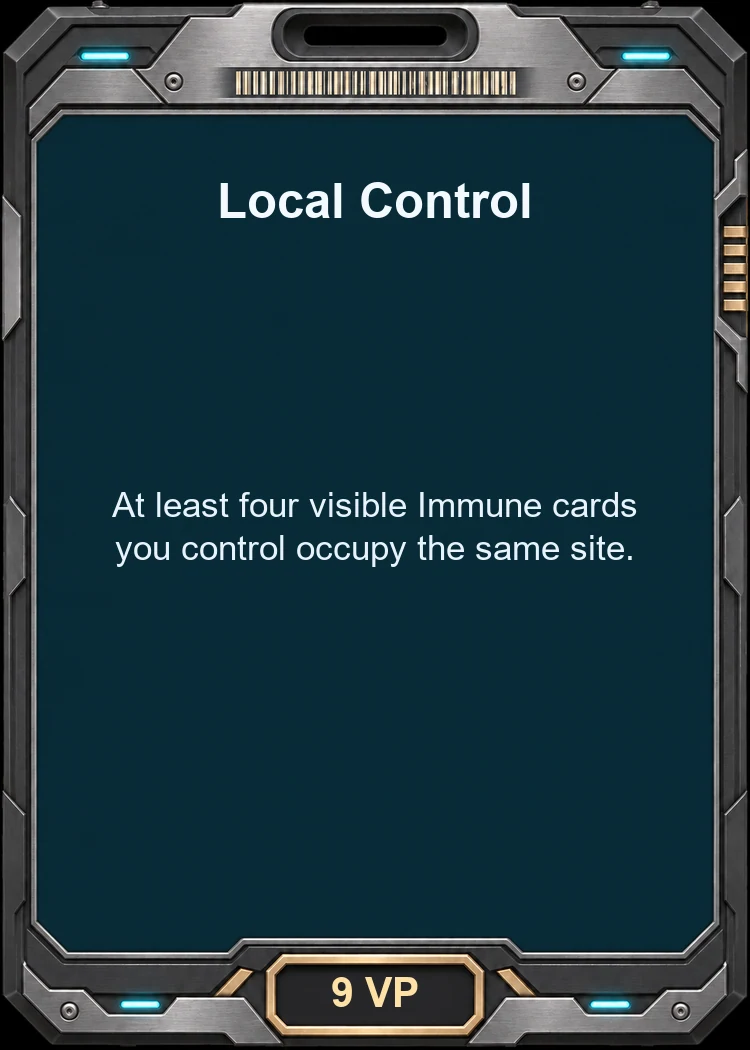 Local Control
At least four visible Immune cards
you control occupy the same site.
9 VP